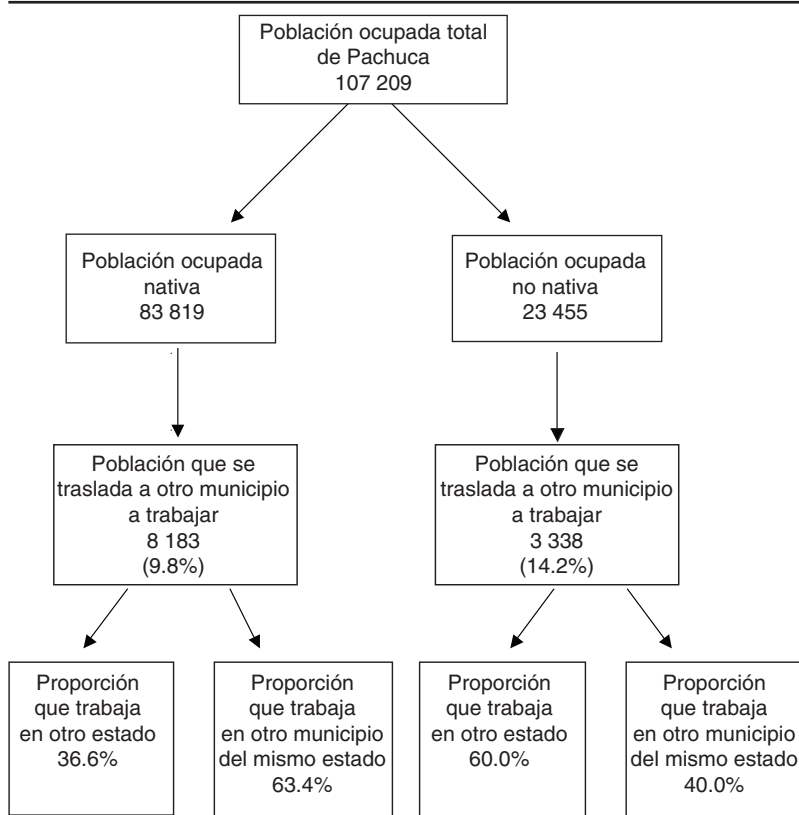 Población ocupada total
de Pachuca
107 209
Población ocupada
nativa
83 819
Población ocupada
no nativa
23 455
Población que se
traslada a otro municipio
a trabajar
8 183
(9.8%)
Población que se
traslada a otro municipio
a trabajar
3 338
(14.2%)
Proporción
que trabaja
en otro estado
36.6%
Proporción
que trabaja
en otro municipio
del mismo estado
63.4%
Proporción
que trabaja
en otro estado
60.0%
Proporción
que trabaja
en otro municipio
del mismo estado
40.0%